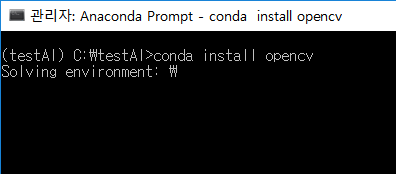 관리자: Anaconda Prompt - conda  install opencv
(testAI) C:₩testAI>conda install opencv
Solving environment: ₩